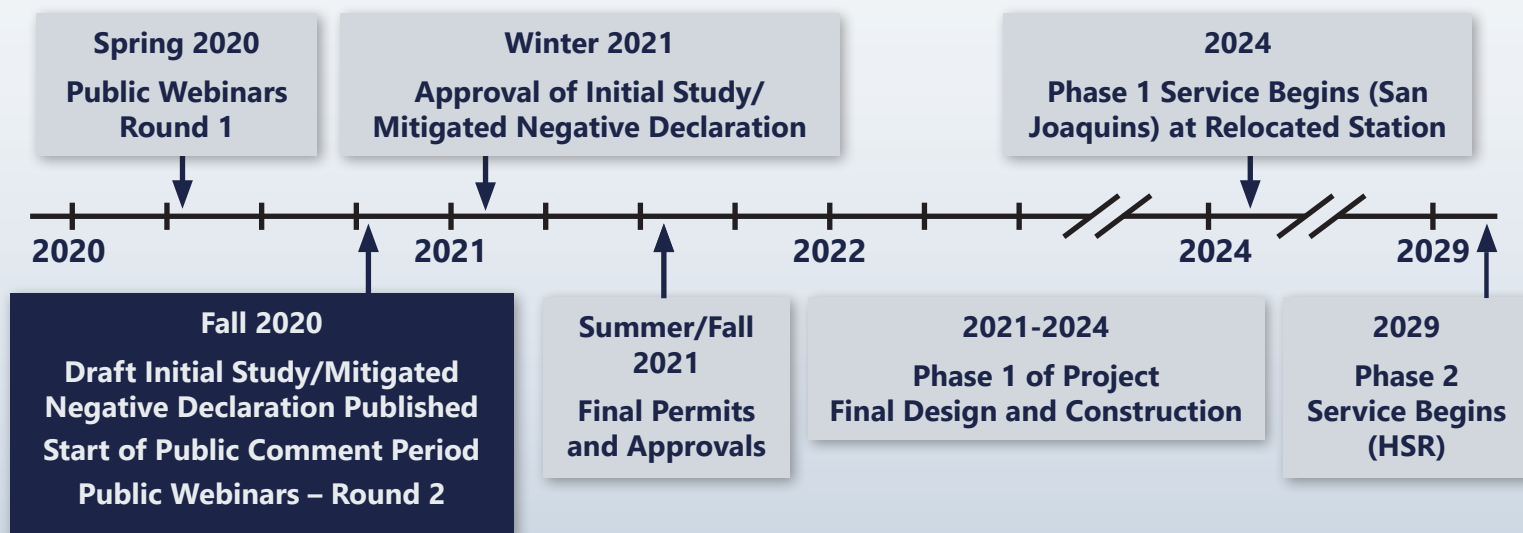 Spring 2020
Public Webinars
Round 1
Winter 2021
Approval of Initial Study/
Mitigated Negative Declaration
2024
Phase 1 Service Begins (San
Joaquins) at Relocated Station
2020
2021
2022
2024
2029
Fall 2020
Draft Initial Study/Mitigated
Negative Declaration Published
Start of Public Comment Period
Public Webinars – Round 2
Summer/Fall
2021
Final Permits
and Approvals
2021-2024
Phase 1 of Project
Final Design and Construction
2029
Phase 2
Service Begins
(HSR)